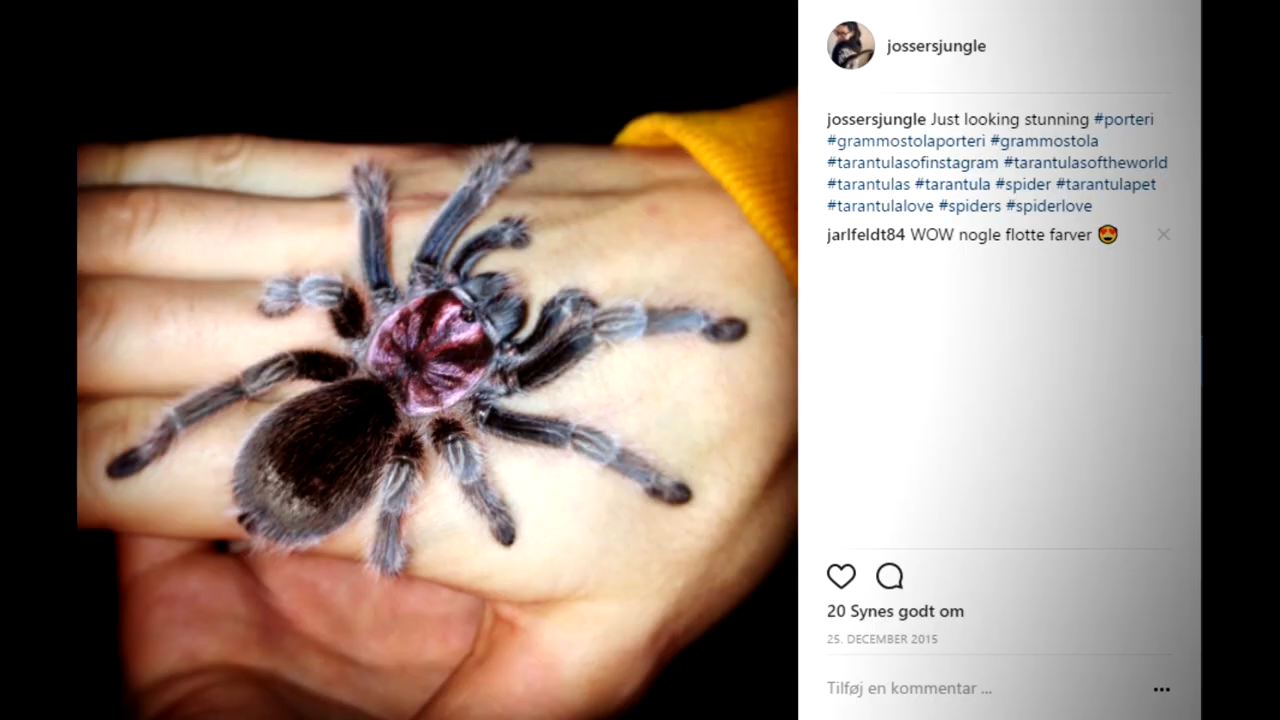 jossersjungle
jossersjungle Just looking stunning #porteri
#grammostolaporteri #grammostola
#tarantulasofinstagram #tarantulasoftheworld
#tarantulas #tarantula #spider #tarantulapet
#tarantulalove #spiders #spiderlove
jarlfeldt84 WOW nogle flotte farver 😍
20 Synes godt om
25. DECEMBER 2015
Tilføj en kommentar ...